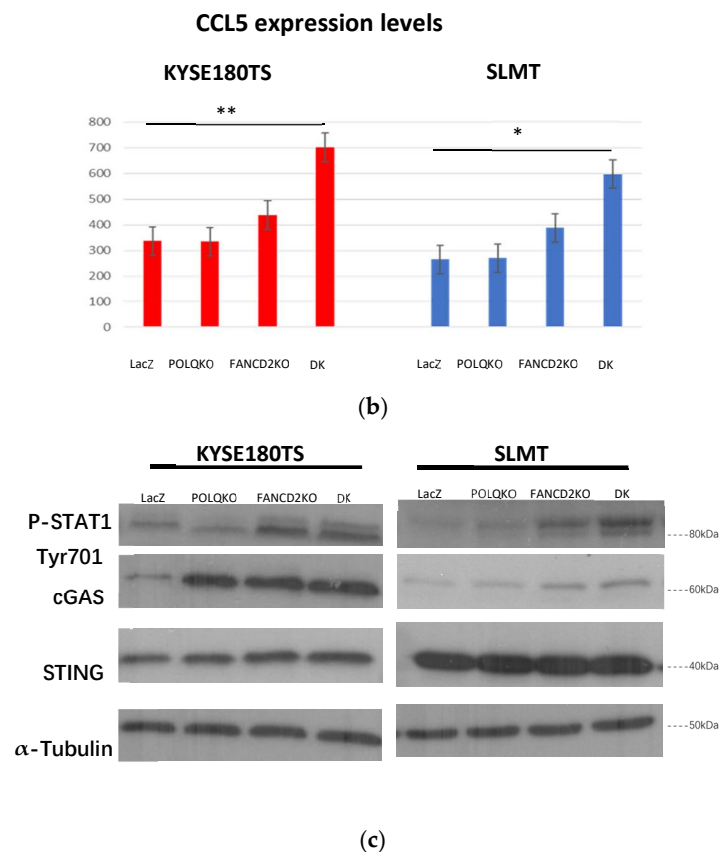 CCL5 expression levels
KYSE180TS SLMT
** *
800
700
600
500
400
300
200
100
0
LacZ POLQKO FANCD2KO DK LacZ POLQKO FANCD2KO DK
(b)
KYSE180TS SLMT
LacZ POLQKO FANCD2KO DK LacZ POLQKO FANCD2KO DK
P-STAT1
---80kDa
Tyr701
cGAS
---60kDa
STING
---40kDa
---50kDa
α-Tubulin
(c)